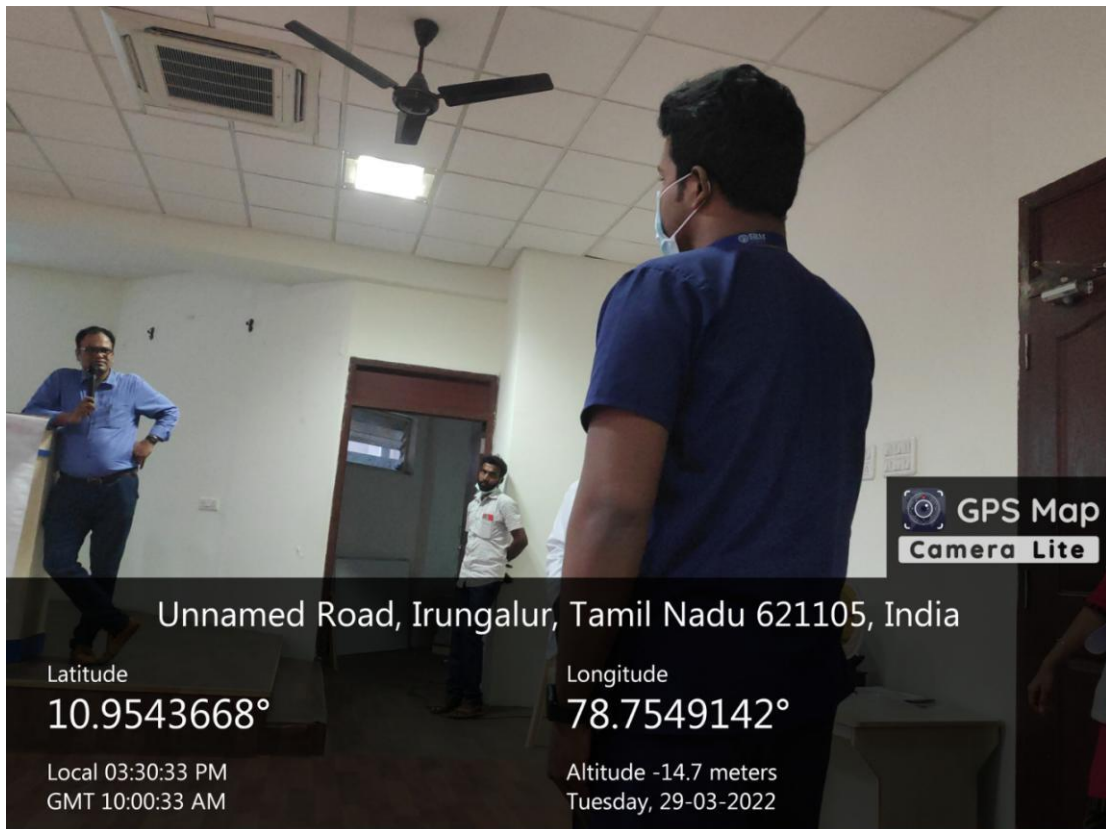 SRM
GPS Map
Camera Lite
Unnamed Road, Irungalur, Tamil Nadu 621105, India
Latitude
10.9543668°
Longitude
78.7549142°
Local 03:30:33 PM
GMT 10:00:33 AM
Altitude -14.7 meters
Tuesday, 29-03-2022